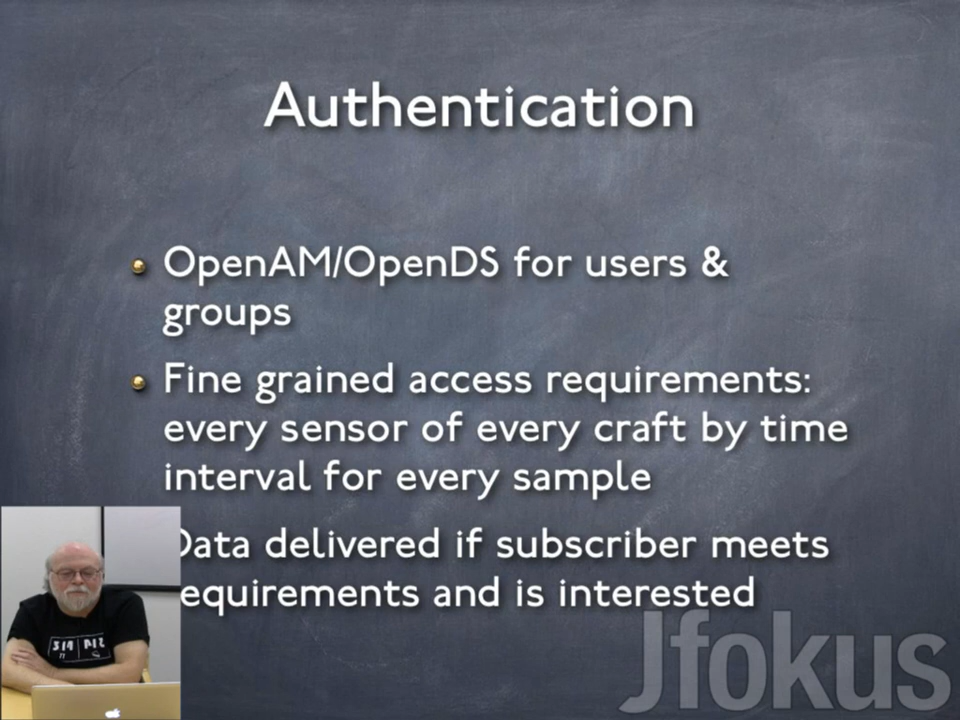 Authentication
OpenAM/OpenDS for users &
groups
Fine grained access requirements:
every sensor of every craft by time
interval for every sample
Data delivered if subscriber meets
requirements and is interested
Jfokus